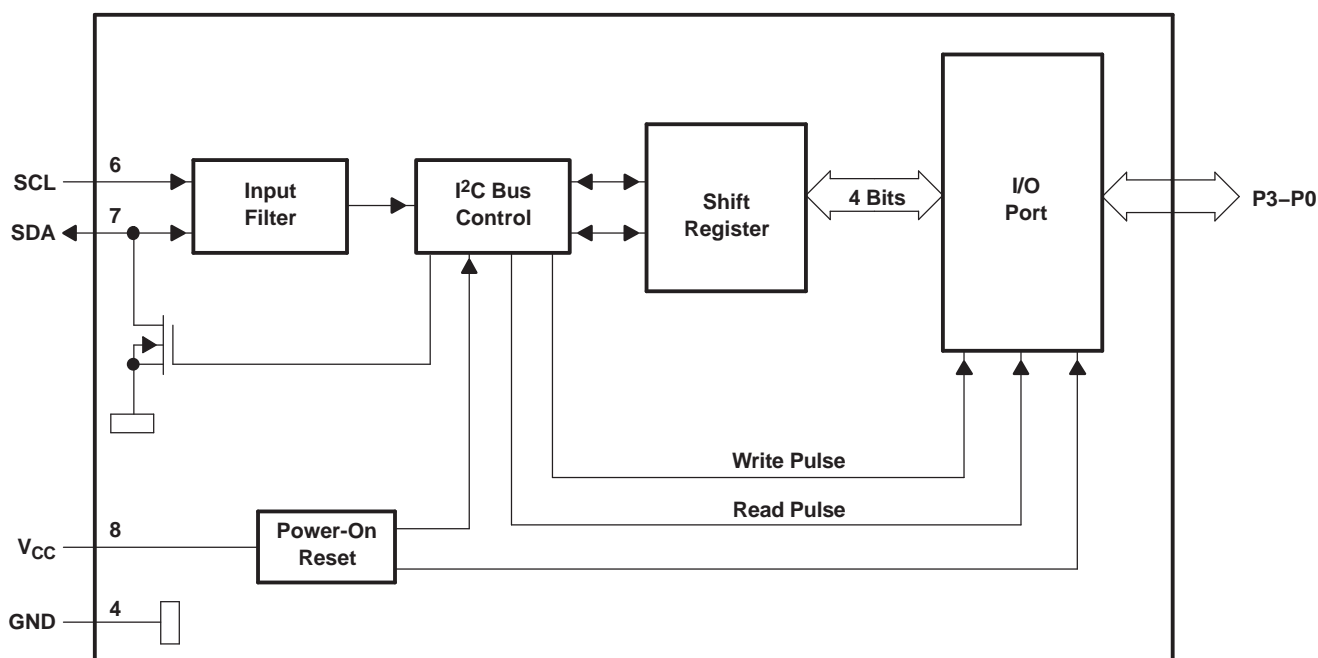 6
SCL
7
SDA
Input
Filter
I²C Bus
Control
Shift
Register
4 Bits
I/O
Port
P3–P0
Write Pulse
Read Pulse
8
VCC
Power-On
Reset
4
GND